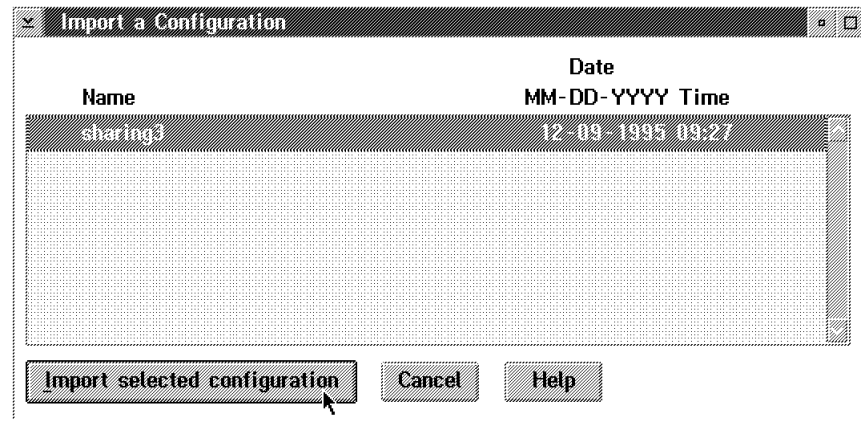 Import a Configuration
Date
Name MM-DD-YYYY Time
sharing3 12-09-1995 09:27
Import selected configuration Cancel Help